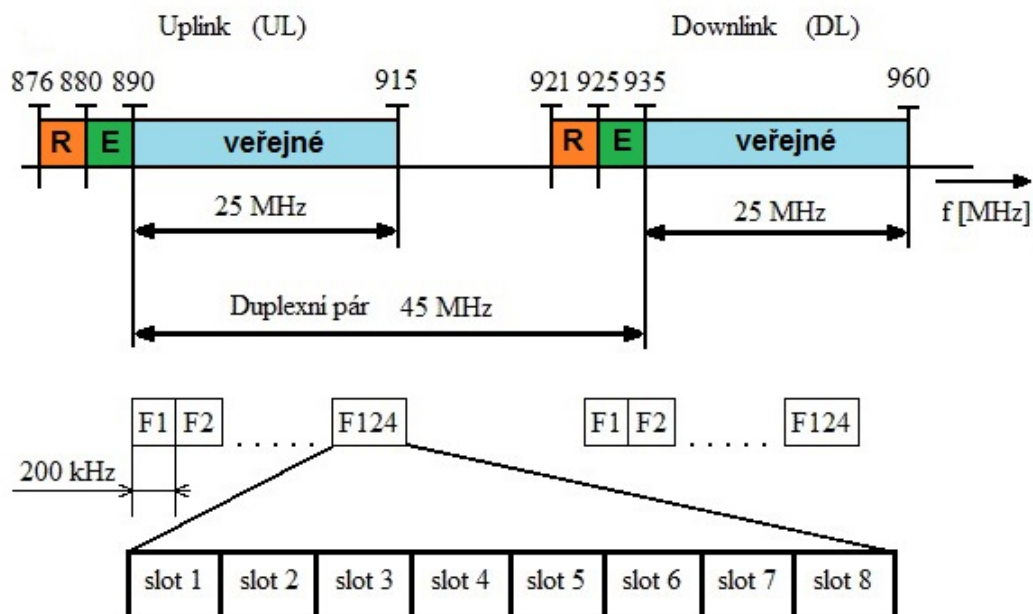 Uplink (UL) Downlink (DL)
876 880 890 915 921 925 935 960
R E veřejné R E veřejné
25 MHz 25 MHz f [MHz]
Duplexní pár 45 MHz
F1 F2 ..... F124 F1 F2 ..... F124
200 kHz
slot 1 slot 2 slot 3 slot 4 slot 5 slot 6 slot 7 slot 8